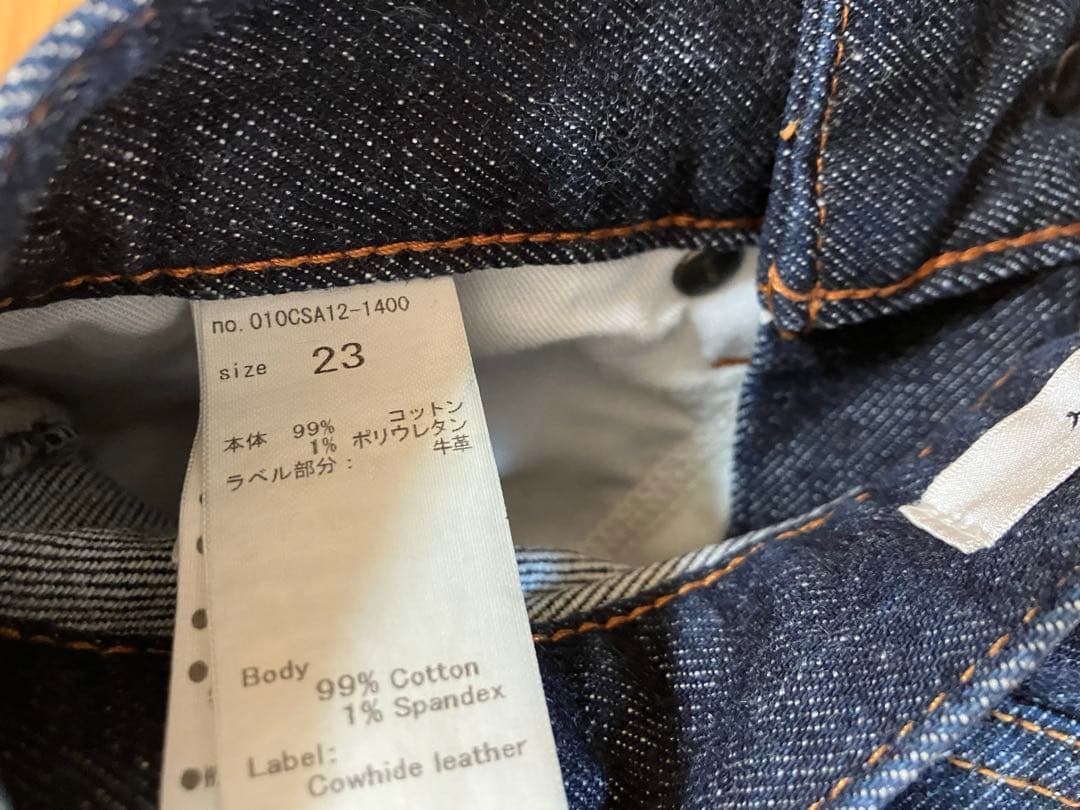 no.010CSA12-1400
size 23
本体 99% コットン
1% ポリウレタン
ラベル部分: 牛革
Body 99% Cotton
1% Spandex
Label:
Cowhide leather